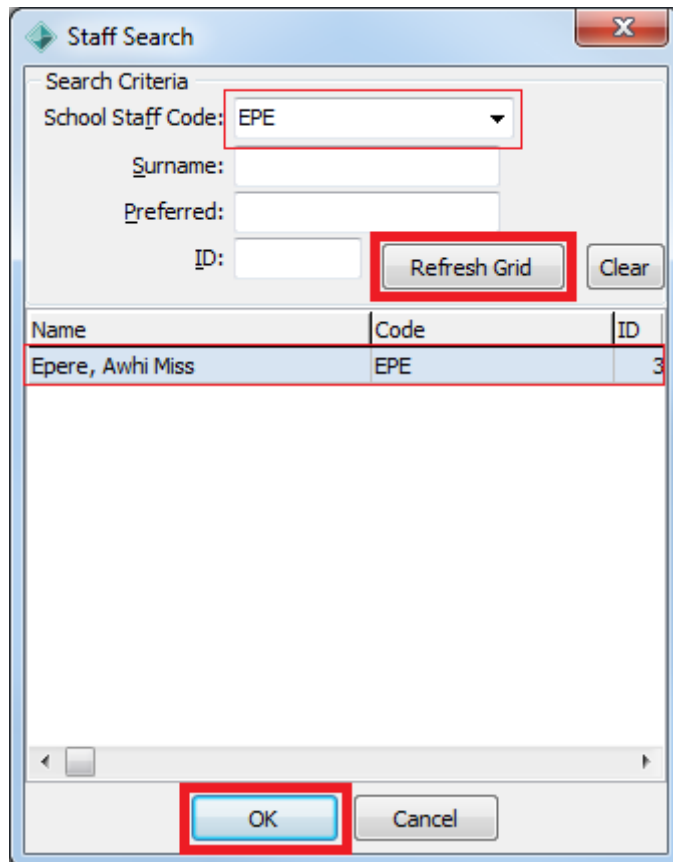 Staff Search
Search Criteria
School Staff Code: EPE
Surname:
Preferred:
ID: Refresh Grid Clear
Name Code ID
Epere, Awhi Miss EPE 3
OK Cancel